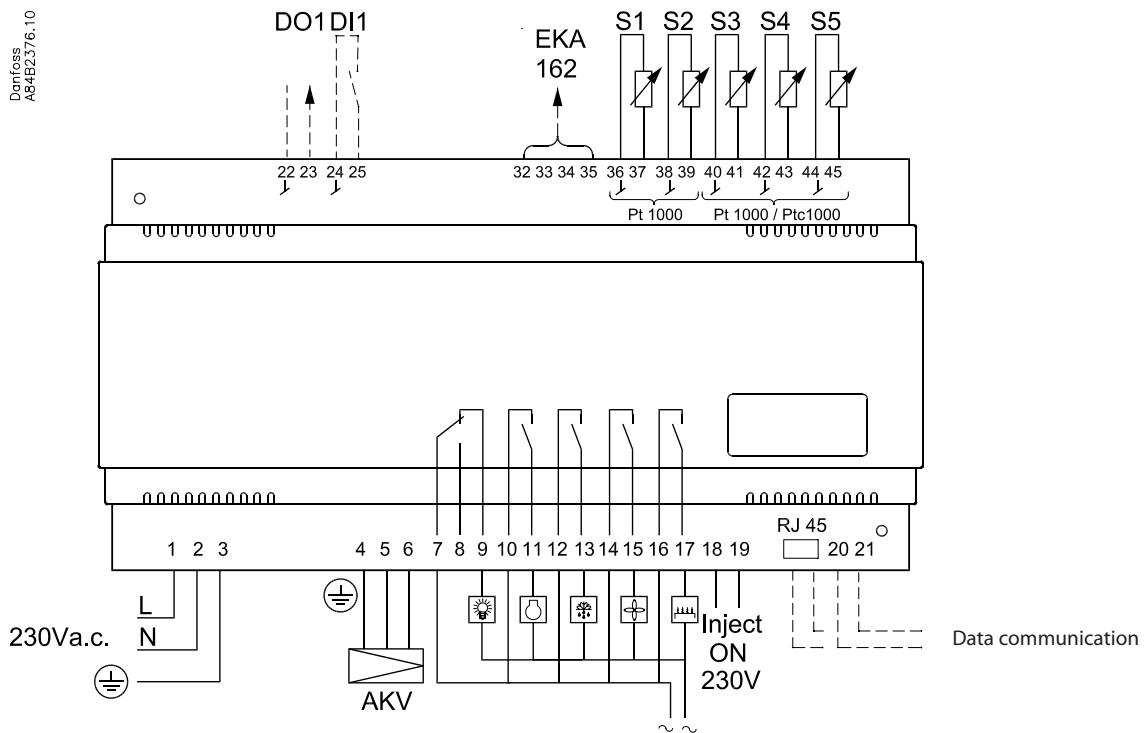 Danfoss
A84B2376.10
DO1 DI1
EKA
162
S1 S2 S3 S4 S5
22 23 24 25 32 33 34 35 36 37 38 39 40 41 42 43 44 45
Pt 1000 Pt 1000 / Ptc1000
RJ 45
1 2 3 4 5 6 7 8 9 10 11 12 13 14 15 16 17 18 19 20 21
L
230Va.c. N
AKV
Inject
ON
230V
Data communication